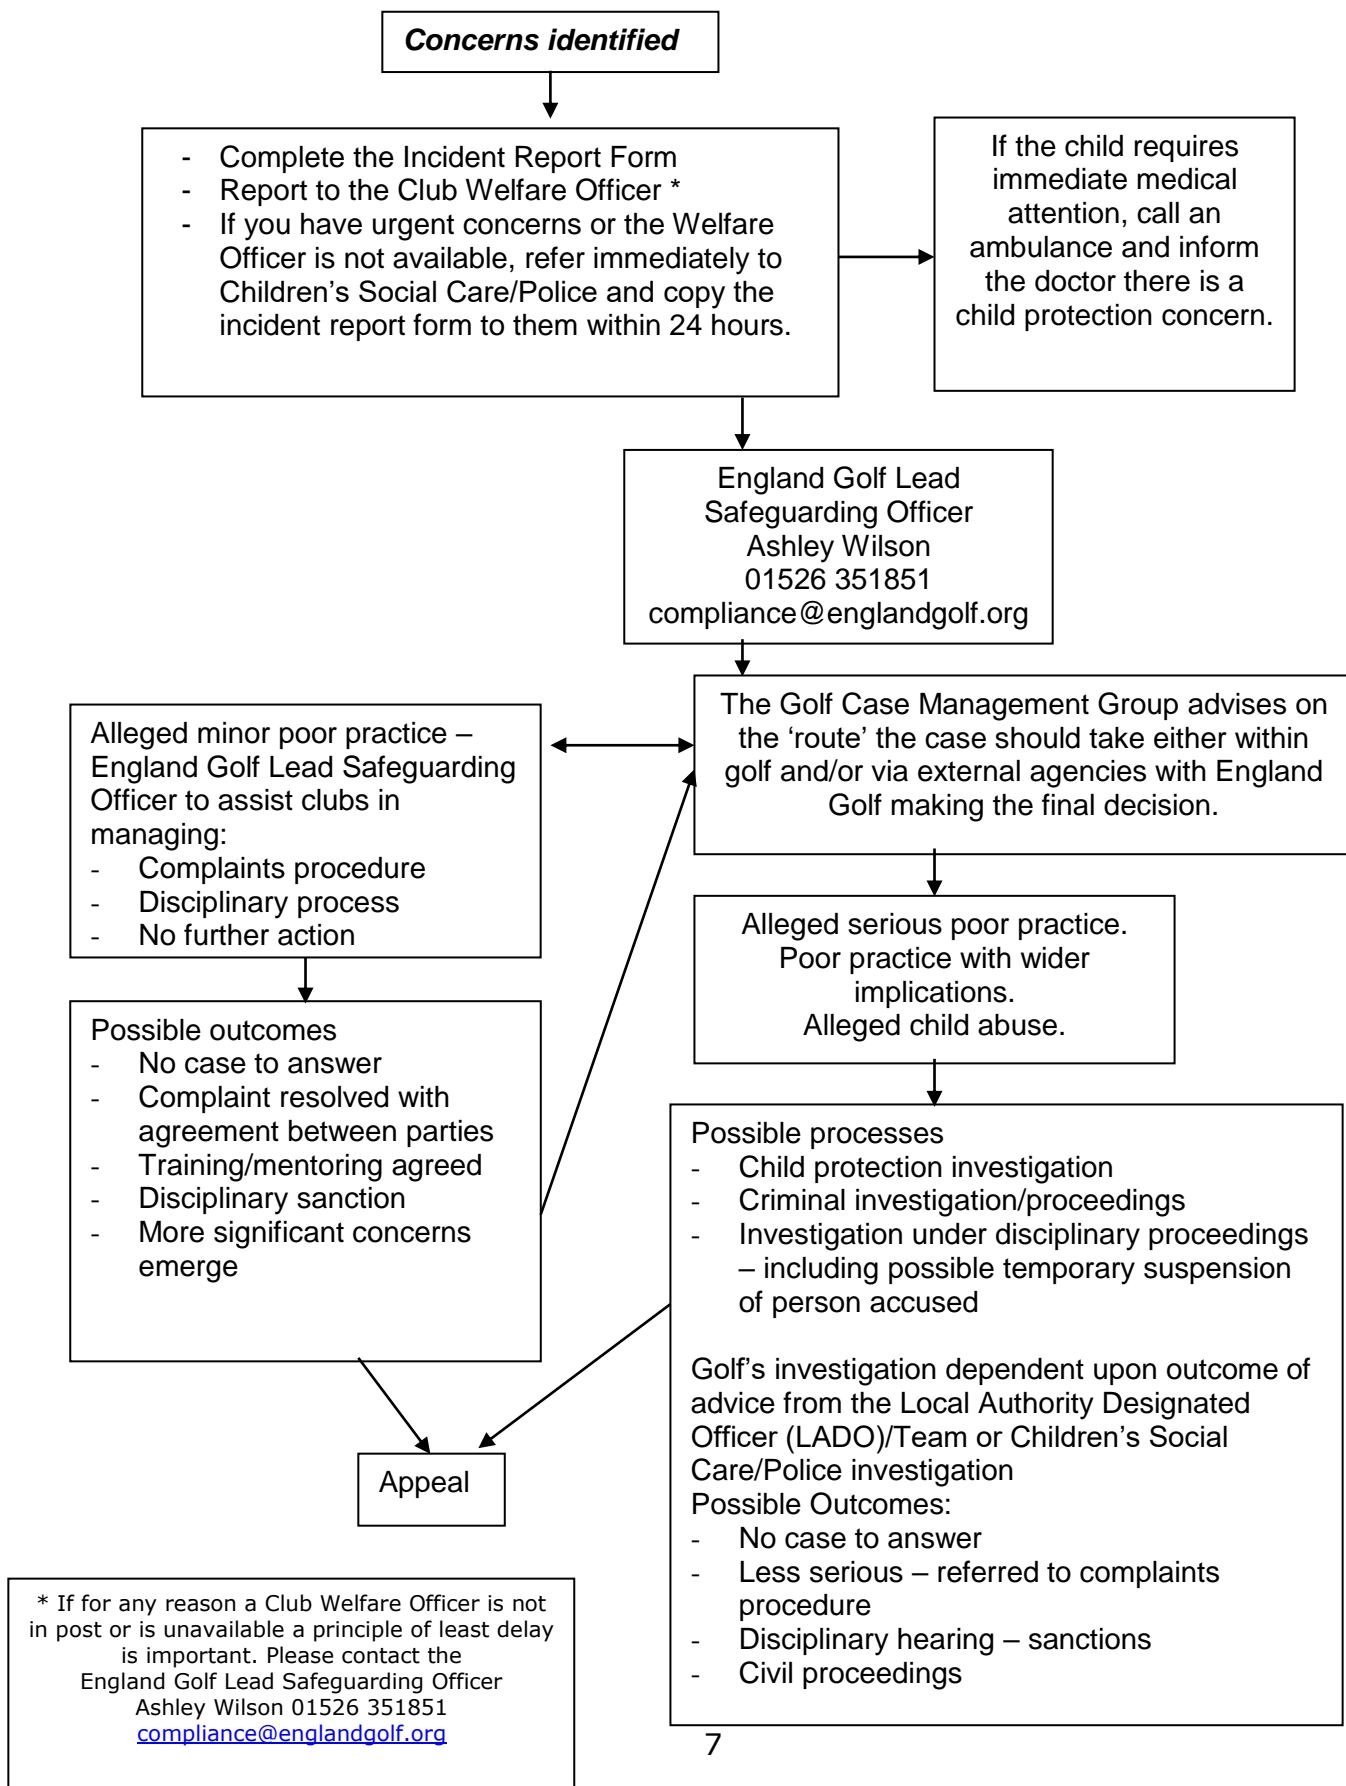 Concerns identified
- Complete the Incident Report Form
- Report to the Club Welfare Officer *
- If you have urgent concerns or the Welfare
Officer is not available, refer immediately to
Children’s Social Care/Police and copy the
incident report form to them within 24 hours.
If the child requires
immediate medical
attention, call an
ambulance and inform
the doctor there is a
child protection concern.
England Golf Lead
Safeguarding Officer
Ashley Wilson
01526 351851
compliance@englandgolf.org
The Golf Case Management Group advises on
the ‘route’ the case should take either within
golf and/or via external agencies with England
Golf making the final decision.
Alleged minor poor practice –
England Golf Lead Safeguarding
Officer to assist clubs in
managing:
- Complaints procedure
- Disciplinary process
- No further action
Alleged serious poor practice.
Poor practice with wider
implications.
Alleged child abuse.
Possible outcomes
- No case to answer
- Complaint resolved with
agreement between parties
- Training/mentoring agreed
- Disciplinary sanction
- More significant concerns
emerge
Possible processes
- Child protection investigation
- Criminal investigation/proceedings
- Investigation under disciplinary proceedings
– including possible temporary suspension
of person accused
Golf’s investigation dependent upon outcome of
advice from the Local Authority Designated
Officer (LADO)/Team or Children’s Social
Care/Police investigation
Possible Outcomes:
- No case to answer
- Less serious – referred to complaints
procedure
- Disciplinary hearing – sanctions
- Civil proceedings
Appeal
* If for any reason a Club Welfare Officer is not
in post or is unavailable a principle of least delay
is important. Please contact the
England Golf Lead Safeguarding Officer
Ashley Wilson 01526 351851
compliance@englandgolf.org
7